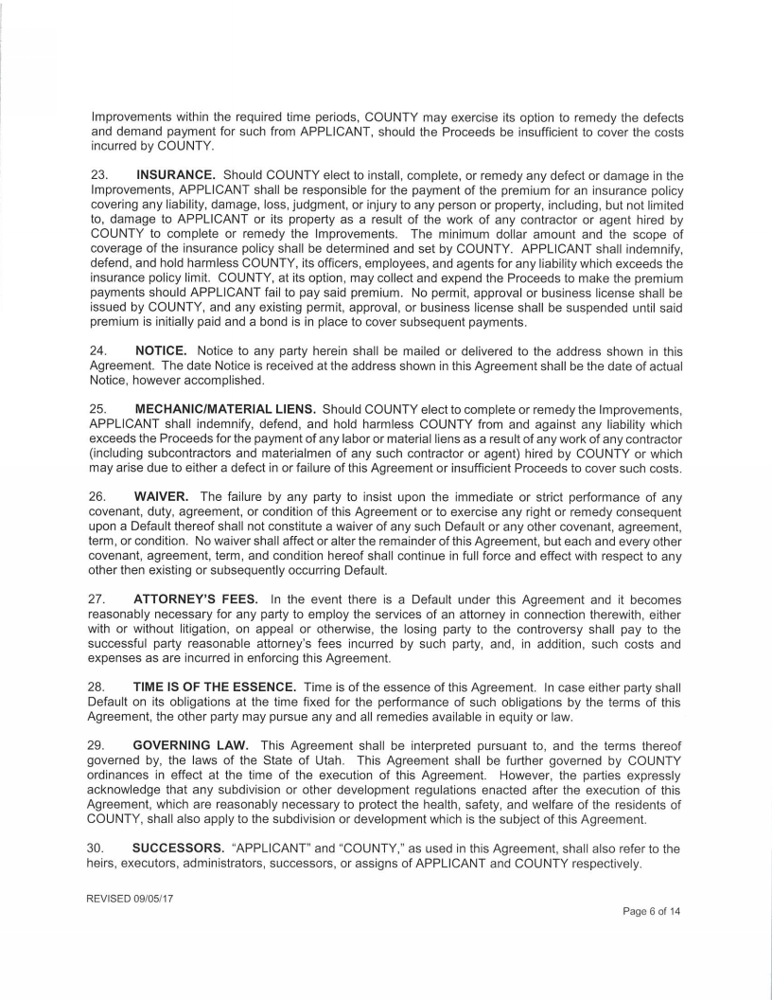 Improvements within the required time periods, COUNTY may exercise its option to remedy the defects
and demand payment for such from APPLICANT, should the Proceeds be insufficient to cover the costs
incurred by COUNTY.
23. INSURANCE. Should COUNTY elect to install, complete, or remedy any defect or damage in the
Improvements, APPLICANT shall be responsible for the payment of the premium for an insurance policy
covering any liability, damage, loss, judgment, or injury to any person or property, including, but not limited
to, damage to APPLICANT or its property as a result of the work of any contractor or agent hired by
COUNTY to complete or remedy the Improvements. The minimum dollar amount and the scope of
coverage of the insurance policy shall be determined and set by COUNTY. APPLICANT shall indemnify,
defend, and hold harmless COUNTY, its officers, employees, and agents for any liability which exceeds the
insurance policy limit. COUNTY, at its option, may collect and expend the Proceeds to make the premium
payments should APPLICANT fail to pay said premium. No permit, approval or business license shall be
issued by COUNTY, and any existing permit, approval, or business license shall be suspended until said
premium is initially paid and a bond is in place to cover subsequent payments.
24. NOTICE. Notice to any party herein shall be mailed or delivered to the address shown in this
Agreement. The date Notice is received at the address shown in this Agreement shall be the date of actual
Notice, however accomplished.
25. MECHANIC/MATERIAL LIENS. Should COUNTY elect to complete or remedy the Improvements,
APPLICANT shall indemnify, defend, and hold harmless COUNTY from and against any liability which
exceeds the Proceeds for the payment of any labor or material liens as a result of any work of any contractor
(including subcontractors and materialmen of any such contractor or agent) hired by COUNTY or which
may arise due to either a defect in or failure of this Agreement or insufficient Proceeds to cover such costs.
26. WAIVER. The failure by any party to insist upon the immediate or strict performance of any
covenant, duty, agreement, or condition of this Agreement or to exercise any right or remedy consequent
upon a Default thereof shall not constitute a waiver of any such Default or any other covenant, agreement,
term, or condition. No waiver shall affect or alter the remainder of this Agreement, but each and every other
covenant, agreement, term, and condition hereof shall continue in full force and effect with respect to any
other then existing or subsequently occurring Default.
27. ATTORNEY'S FEES. In the event there is a Default under this Agreement and it becomes
reasonably necessary for any party to employ the services of an attorney in connection therewith, either
with or without litigation, on appeal or otherwise, the losing party to the controversy shall pay to the
successful party reasonable attorney's fees incurred by such party, and, in addition, such costs and
expenses as are incurred in enforcing this Agreement.
28. TIME IS OF THE ESSENCE. Time is of the essence of this Agreement. In case either party shall
Default on its obligations at the time fixed for the performance of such obligations by the terms of this
Agreement, the other party may pursue any and all remedies available in equity or law.
29. GOVERNING LAW. This Agreement shall be interpreted pursuant to, and the terms thereof
governed by, the laws of the State of Utah. This Agreement shall be further governed by COUNTY
ordinances in effect at the time of the execution of this Agreement. However, the parties expressly
acknowledge that any subdivision or other development regulations enacted after the execution of this
Agreement, which are reasonably necessary to protect the health, safety, and welfare of the residents of
COUNTY, shall also apply to the subdivision or development which is the subject of this Agreement.
30. SUCCESSORS. "APPLICANT" and "COUNTY," as used in this Agreement, shall also refer to the
heirs, executors, administrators, successors, or assigns of APPLICANT and COUNTY respectively.
REVISED 09/05/17
Page 6 of 14